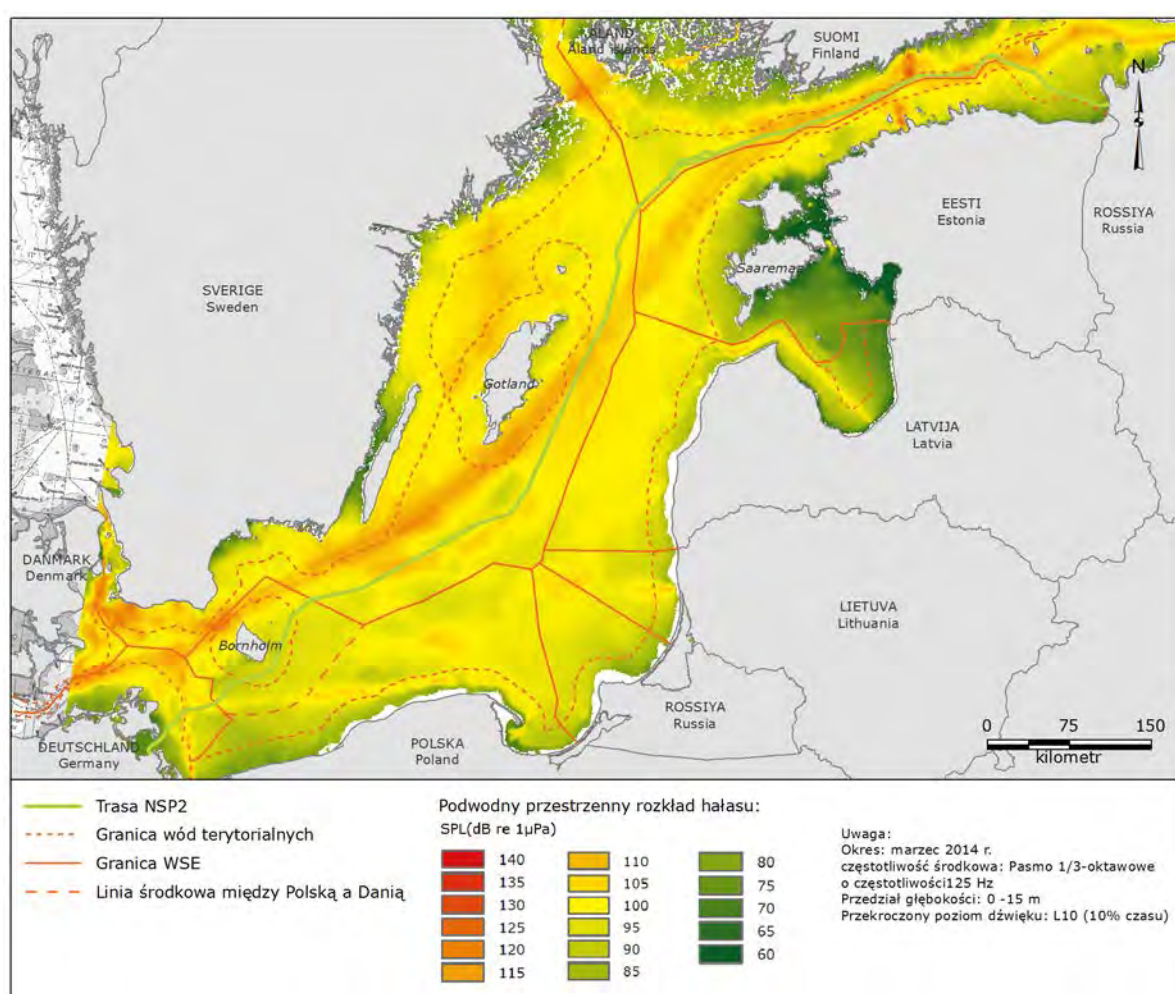 ÅLAND
Åland islands
SUOMI
Finland
N
EESTI
Estonia
ROSSIYA
Russia
Saaremaa
SVERIGE
Sweden
Gotland
LATVIJA
Latvia
DANMARK
Denmark
LIETUVA
Lithuania
Bornholm
ROSSIYA
Russia
0 75 150
kilometr
DEUTSCHLAND
Germany
POLSKA
Poland
Trasa NSP2
Granica wód terytorialnych
Granica WSE
Linia środkowa między Polską a Danią
Podwodny przestrzenny rozkład hałasu:
SPL(dB re 1µPa)
140
135
130
125
120
115
110
105
100
95
90
85
80
75
70
65
60
Uwaga:
Okres: marzec 2014 r.
częstotliwość środkowa: Pasmo 1/3-oktawowe
o częstotliwości125 Hz
Przedział głębokości: 0 -15 m
Przekroczony poziom dźwięku: L10 (10% czasu)